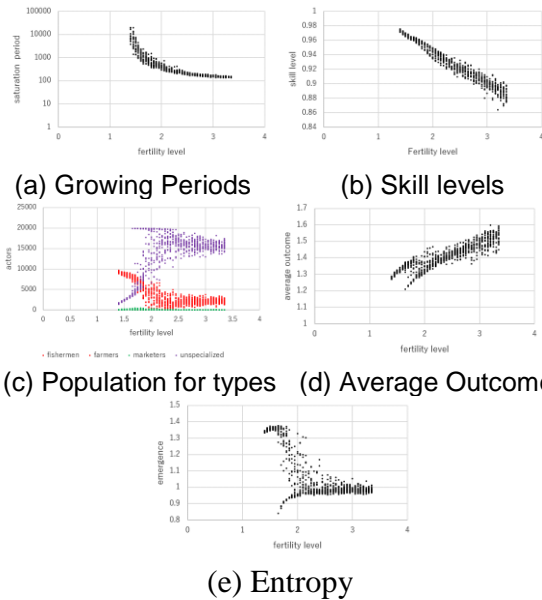 100000
10000
1000
100
10
1
0 1 2 3 4
saturation period
fertility level
(a) Growing Periods
1
0.98
0.96
0.94
0.92
0.9
0.88
0.86
0.84
0 1 2 3 4
skill level
Fertility level
(b) Skill levels
25000
20000
15000
10000
5000
0
0 0.5 1 1.5 2 2.5 3 3.5 4
actors
fertility level
• fishermen • farmers • marketers • unspecialized
(c) Population for types
1.7
1.6
1.5
1.4
1.3
1.2
1.1
1
0 1 2 3 4
average outcome
fertility level
(d) Average Outcome
1.5
1.4
1.3
1.2
1.1
1
0.9
0.8
0 1 2 3 4
emergence
fertility level
(e) Entropy